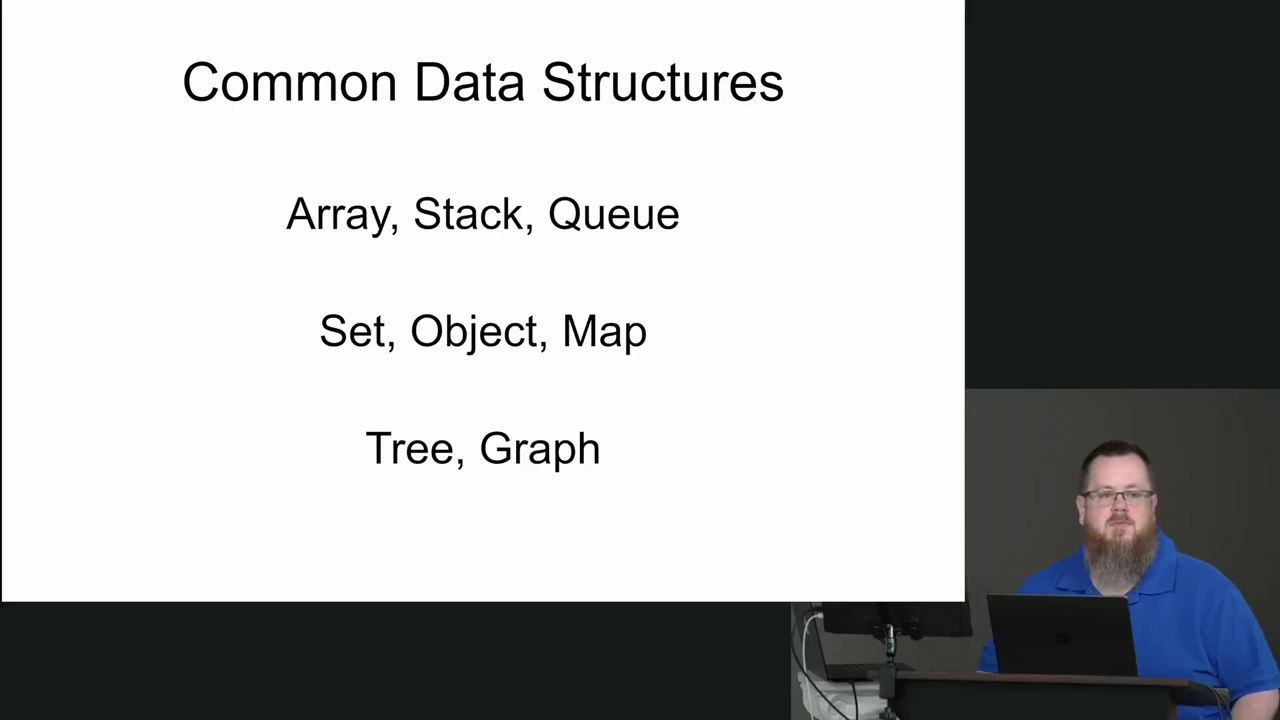 Common Data Structures
Array, Stack, Queue
Set, Object, Map
Tree, Graph